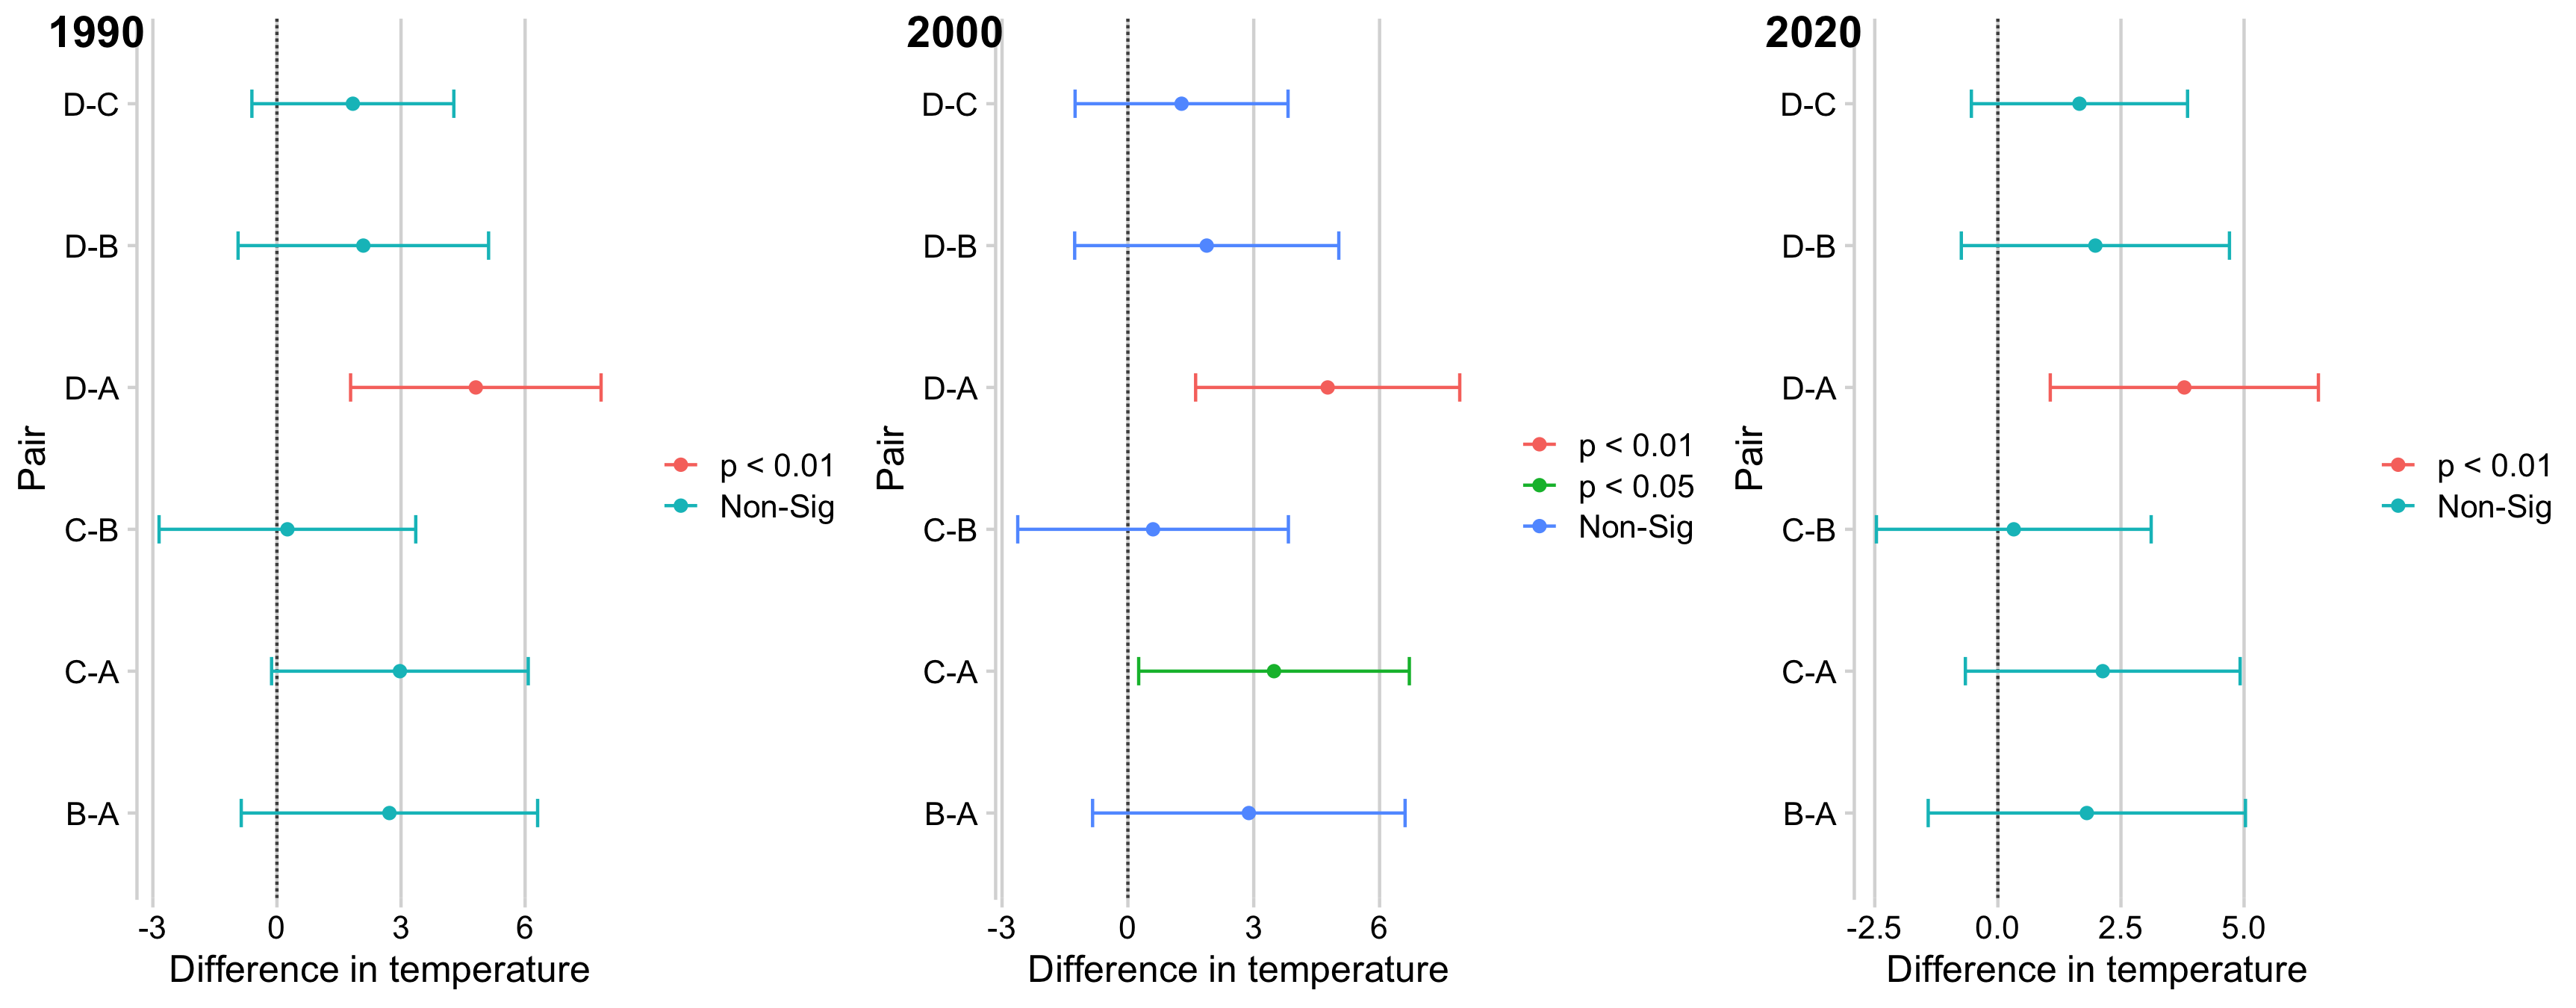 1990
D-C
D-B
D-A
C-B
C-A
B-A
Pair
-3 0 3 6
Difference in temperature
p < 0.01
Non-Sig
2000
D-C
D-B
D-A
C-B
C-A
B-A
Pair
-3 0 3 6
Difference in temperature
p < 0.01
p < 0.05
Non-Sig
2020
D-C
D-B
D-A
C-B
C-A
B-A
Pair
-2.5 0.0 2.5 5.0
Difference in temperature
p < 0.01
Non-Sig